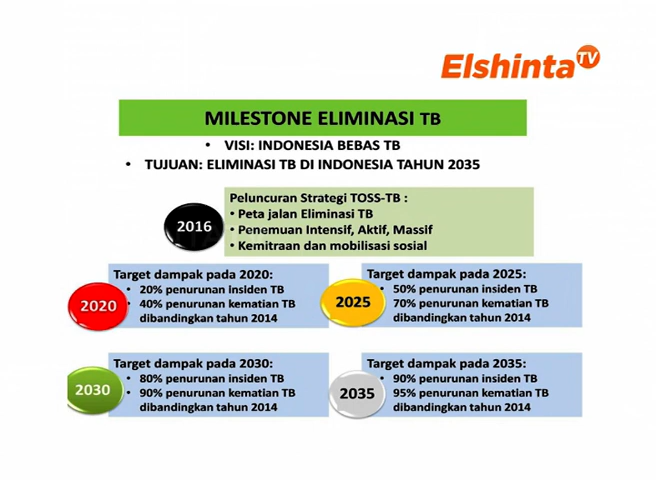 Elshinta TV
MILESTONE ELIMINASI TB
• VISI: INDONESIA BEBAS TB
• TUJUAN: ELIMINASI TB DI INDONESIA TAHUN 2035
2016
Peluncuran Strategi TOSS-TB :
• Peta jalan Eliminasi TB
• Penemuan Intensif, Aktif, Massif
• Kemitraan dan mobilisasi sosial
2020
Target dampak pada 2020:
• 20% penurunan insiden TB
• 40% penurunan kematian TB
dibandingkan tahun 2014
2025
Target dampak pada 2025:
• 50% penurunan insiden TB
70% penurunan kematian TB
dibandingkan tahun 2014
2030
Target dampak pada 2030:
• 80% penurunan insiden TB
• 90% penurunan kematian TB
dibandingkan tahun 2014
2035
Target dampak pada 2035:
• 90% penurunan insiden TB
• 95% penurunan kematian TB
dibandingkan tahun 2014